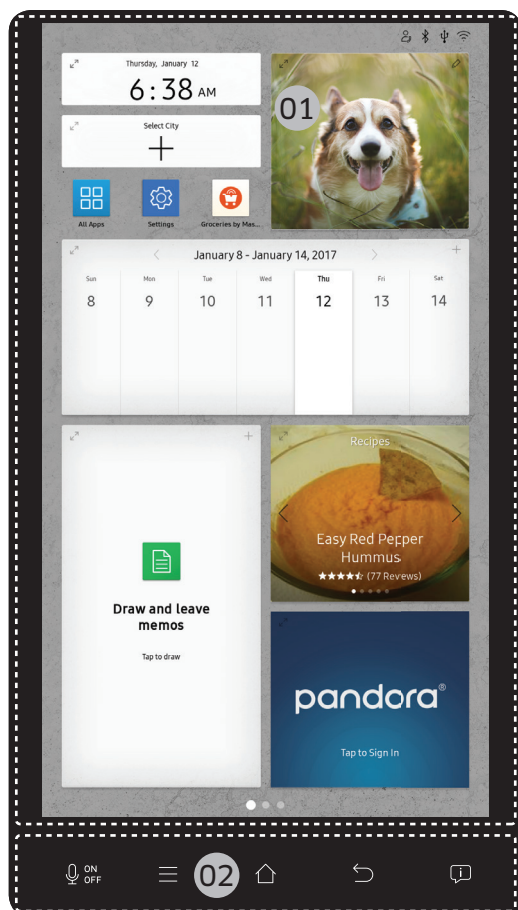 Thursday, January 12
6:38 AM
Select City
All Apps
Settings
Groceries by Mas...
01
January 8 - January 14, 2017
Sun Mon Tue Wed Thu Fri Sat
8 9 10 11 12 13 14
Draw and leave
memos
Tap to draw
Recipes
Easy Red Pepper
Hummus
(77 Reviews)
pandora®
Tap to Sign In
ON
OFF
02